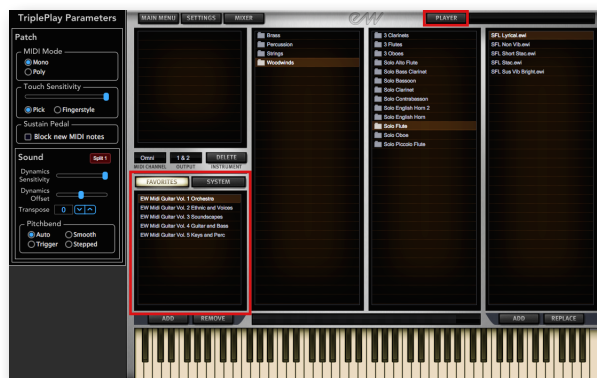 TriplePlay Parameters
Patch
MIDI Mode
Mono
Poly
Touch Sensitivity
Pick
Fingerstyle
Sustain Pedal
Block new MIDI notes
Sound
Split 1
Dynamics
Sensitivity
Dynamics
Offset
Transpose
0
Pitchbend
Auto
Smooth
Trigger
Stepped
MAIN MENU
SETTINGS
MIXER
EW
PLAYER
Omni
1 & 2
DELETE
MIDI CHANNEL
OUTPUT
INSTRUMENT
FAVORITES
SYSTEM
EW Midi Guitar Vol. 1 Orchestra
EW Midi Guitar Vol. 2 Ethnic and Voices
EW Midi Guitar Vol. 3 Soundscapes
EW Midi Guitar Vol. 4 Guitar and Bass
EW Midi Guitar Vol. 5 Keys and Perc
ADD
REMOVE
Brass
Percussion
Strings
Woodwinds
3 Clarinets
3 Flutes
3 Oboes
Solo Alto Flute
Solo Bass Clarinet
Solo Bassoon
Solo Clarinet
Solo Contrabassoon
Solo English Horn 2
Solo English Horn
Solo Flute
Solo Oboe
Solo Piccolo Flute
SFL Lyrical.ewi
SFL Non Vib.ewi
SFL Short Stac.ewi
SFL Stac.ewi
SFL Sus Vib Bright.ewi
ADD
REPLACE